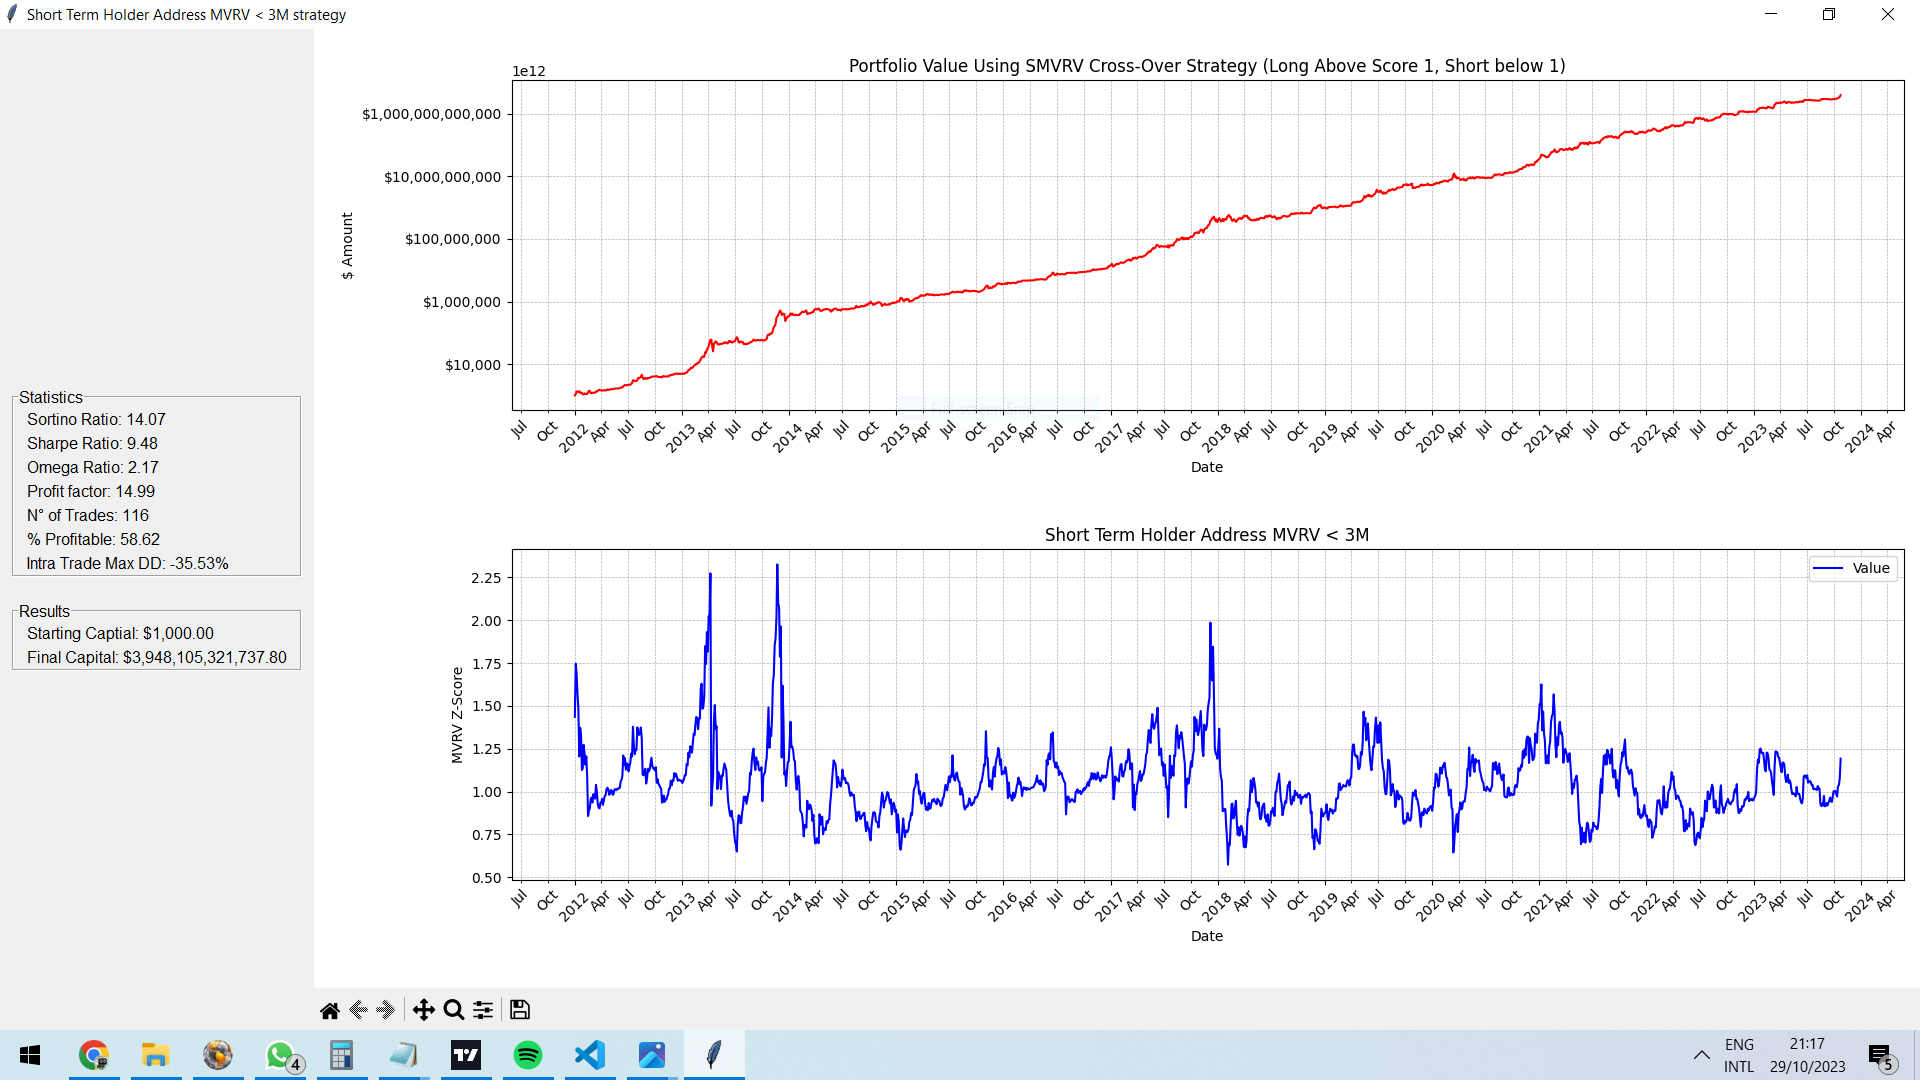 Short Term Holder Address MVRV < 3M strategy
Portfolio Value Using SMVRV Cross-Over Strategy (Long Above Score 1, Short below 1)
1e12
$1,000,000,000,000
$10,000,000,000
$100,000,000
$1,000,000
$10,000
$ Amount
Jul Oct 2012 Apr Jul Oct 2013 Apr Jul Oct 2014 Apr Jul Oct 2015 Apr Jul Oct 2016 Apr Jul Oct 2017 Apr Jul Oct 2018 Apr Jul Oct 2019 Apr Jul Oct 2020 Apr Jul Oct 2021 Apr Jul Oct 2022 Apr Jul Oct 2023 Apr Jul Oct 2024 Apr
Date
Statistics
Sortino Ratio: 14.07
Sharpe Ratio: 9.48
Omega Ratio: 2.17
Profit factor: 14.99
N° of Trades: 116
% Profitable: 58.62
Intra Trade Max DD: -35.53%
Results
Starting Captial: $1,000.00
Final Capital: $3,948,105,321,737.80
Short Term Holder Address MVRV < 3M
Value
2.25
2.00
1.75
1.50
1.25
1.00
0.75
0.50
MVRV Z-Score
Jul Oct 2012 Apr Jul Oct 2013 Apr Jul Oct 2014 Apr Jul Oct 2015 Apr Jul Oct 2016 Apr Jul Oct 2017 Apr Jul Oct 2018 Apr Jul Oct 2019 Apr Jul Oct 2020 Apr Jul Oct 2021 Apr Jul Oct 2022 Apr Jul Oct 2023 Apr Jul Oct 2024 Apr
Date
4
ENG
INTL
21:17
29/10/2023
5